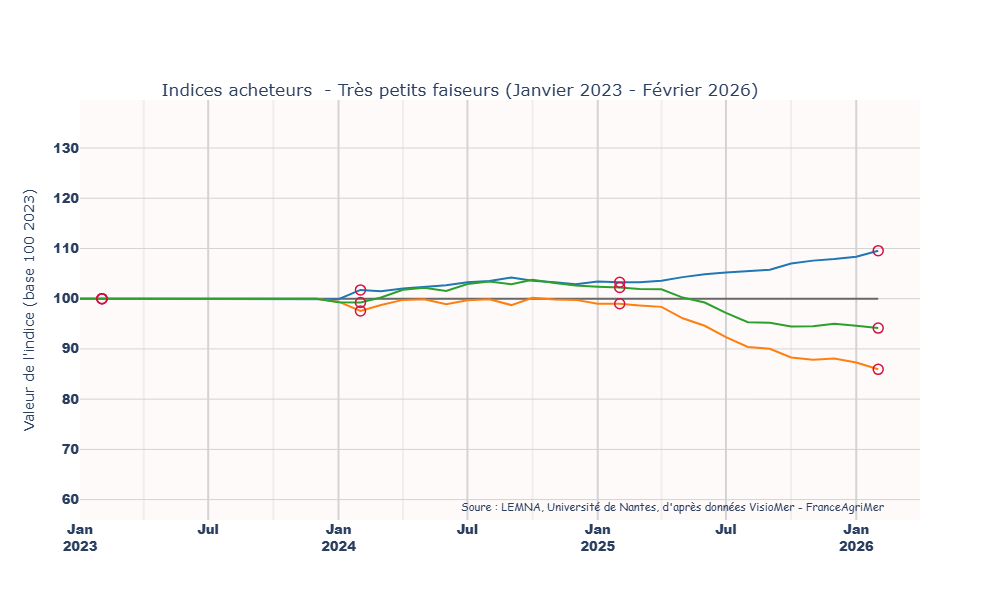 Indices acheteurs  - Très petits faiseurs (Janvier 2023 - Février 2026)
Valeur de l'indice (base 100 2023)
130
120
110
100
90
80
70
60
Soure : LEMNA, Université de Nantes, d'après données VisioMer - FranceAgriMer
Jan Jul Jan Jul Jan Jul Jan
2023 2024 2025 2026